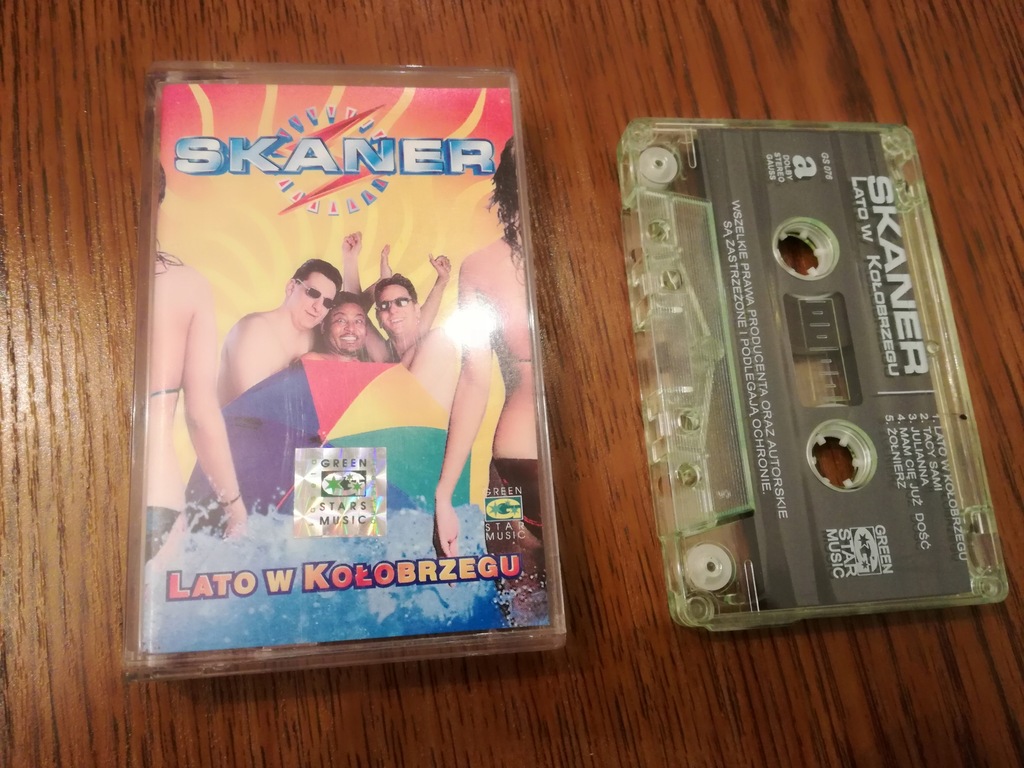 SKANER
GREEN
STARS
MUSIC
GREEN
STAR
MUSIC
LATO W KOŁOBRZEGU
GS 076
a
DOLBY
STEREO
GAUSS
SKANER
LATO W KOŁOBRZEGU
1. LATO W KOŁOBRZEGU
2. TACY SAMI
3. JULIANNA
4. MAM CIĘ JUŻ DOŚĆ
5. ŻOŁNIERZ
GREEN
STAR
MUSIC
WSZELKIE PRAWA PRODUCENTA ORAZ AUTORSKIE
SĄ ZASTRZEŻONE I PODLEGAJĄ OCHRONIE.